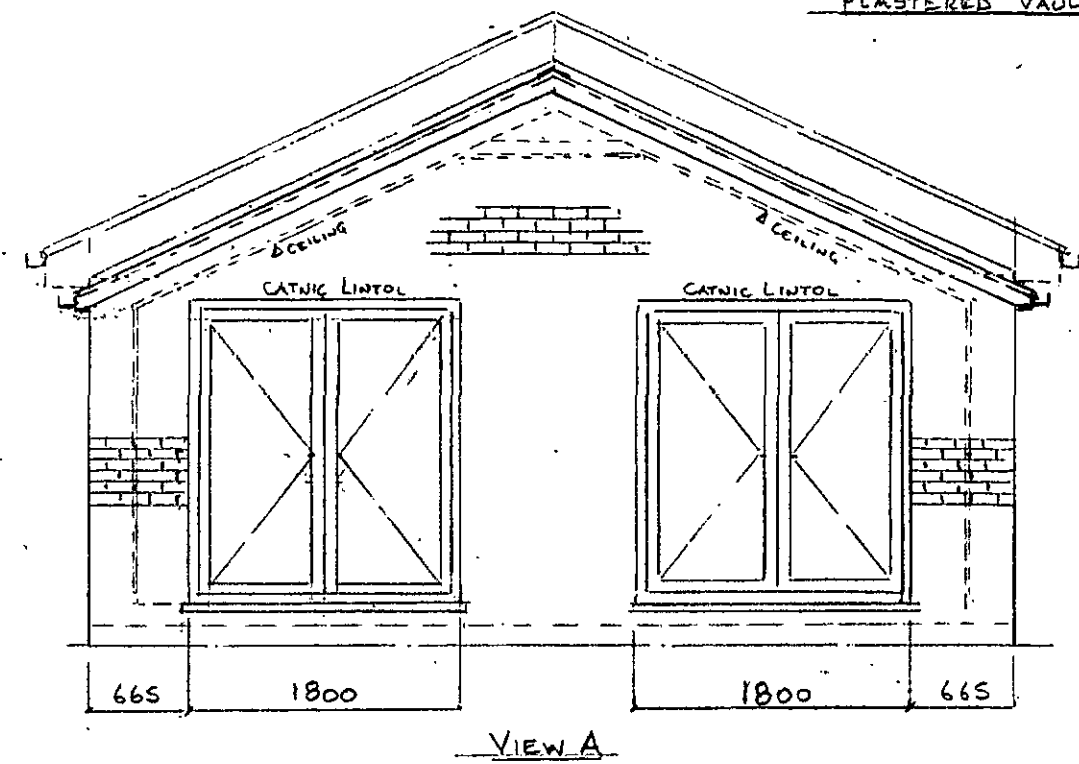 PLASTERED VAUL
CEILING
CEILING
CATNIC LINTOL
CATNIC LINTOL
665
1800
1800
665
VIEW A